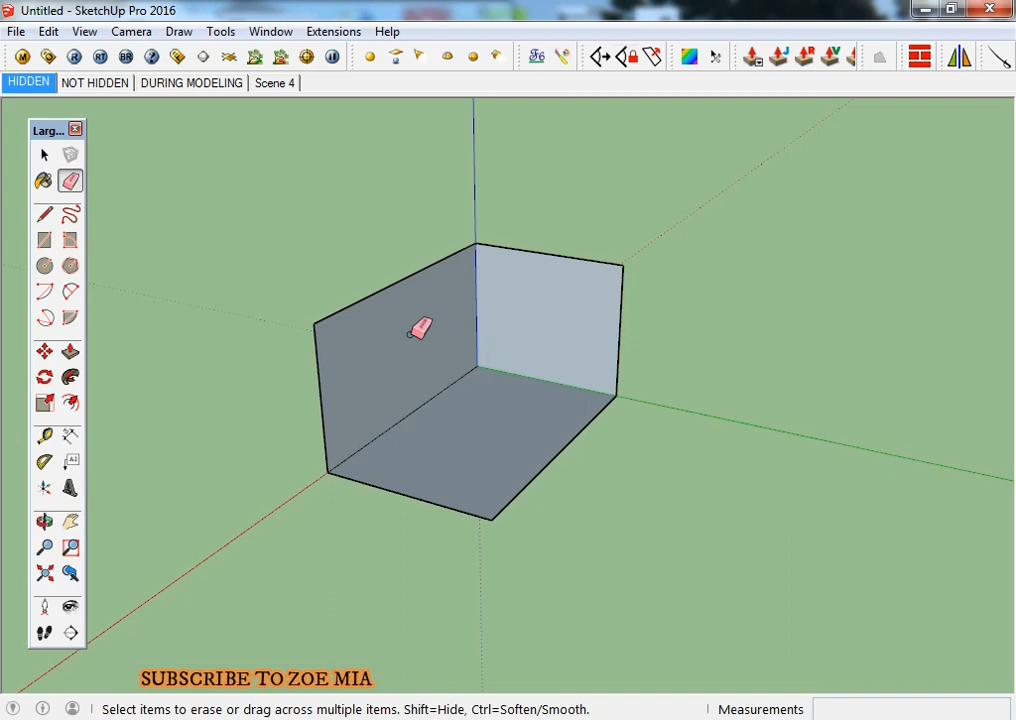 Untitled - SketchUp Pro 2016
File Edit View Camera Draw Tools Window Extensions Help
HIDDEN NOT HIDDEN DURING MODELING Scene 4
Larg...
SUBSCRIBE TO ZOE MIA
Select items to erase or drag across multiple items. Shift=Hide, Ctrl=Soften/Smooth. Measurements